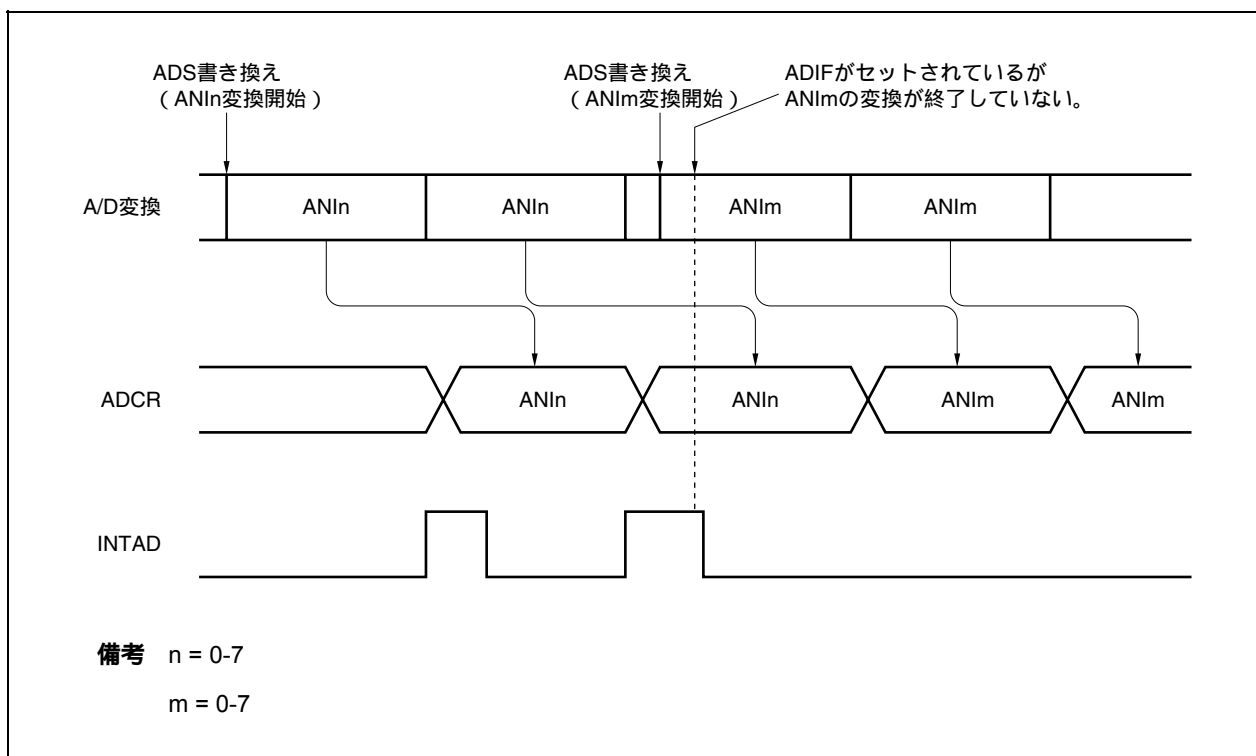 ADS書き換え
（ANIn変換開始）
ADS書き換え
（ANIm変換開始）
ADIFがセットされているが
ANImの変換が終了していない。
A/D変換
ANIn
ANIn
ANIm
ANIm
ADCR
ANIn
ANIn
ANIm
ANIm
INTAD
備考 n = 0-7
m = 0-7